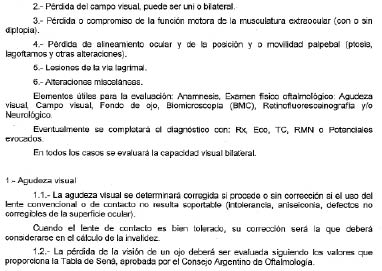 2.- Pérdida del campo visual, puede ser uni o bilateral.
3.- Pérdida o compromiso de la función motora de la musculatura extraocular (con o sin
diplopia).
4.- Pérdida de alineamiento ocular y de la posición y o movilidad palpebal (ptosis,
lagoftamos y otras alteraciones).
5.- Lesiones de la vía lagrimal.
6.- Alteraciones misceláneas.
Elementos útiles para la evaluación: Anamnesis, Examen físico oftalmológico: Agudeza
visual, Campo visual, Fondo de ojo, Biomicroscopia (BMC), Retinofluoresceinografía y/o
Neurológico.
Eventualmente se completará el diagnóstico con: Rx, Eco, TC, RMN o Potenciales
evocados.
En todos los casos se evaluará la capacidad visual bilateral.
1.- Agudeza visual
1.1.- La agudeza visual se determinará corregida si procede o sin corrección si el uso del
lente convencional o de contacto no resulta soportable (intolerancia, aniseiconia, defectos no
corregibles de la superficie ocular).
Cuando el lente de contacto es bien tolerado, su corrección será la que deberá
considerarse en el cálculo de la invalidez.
1.2.- La pérdida de la visión de un ojo deberá ser evaluada siguiendo los valores que
proporciona la Tabla de Sená, aprobada por el Consejo Argentino de Oftalmología.